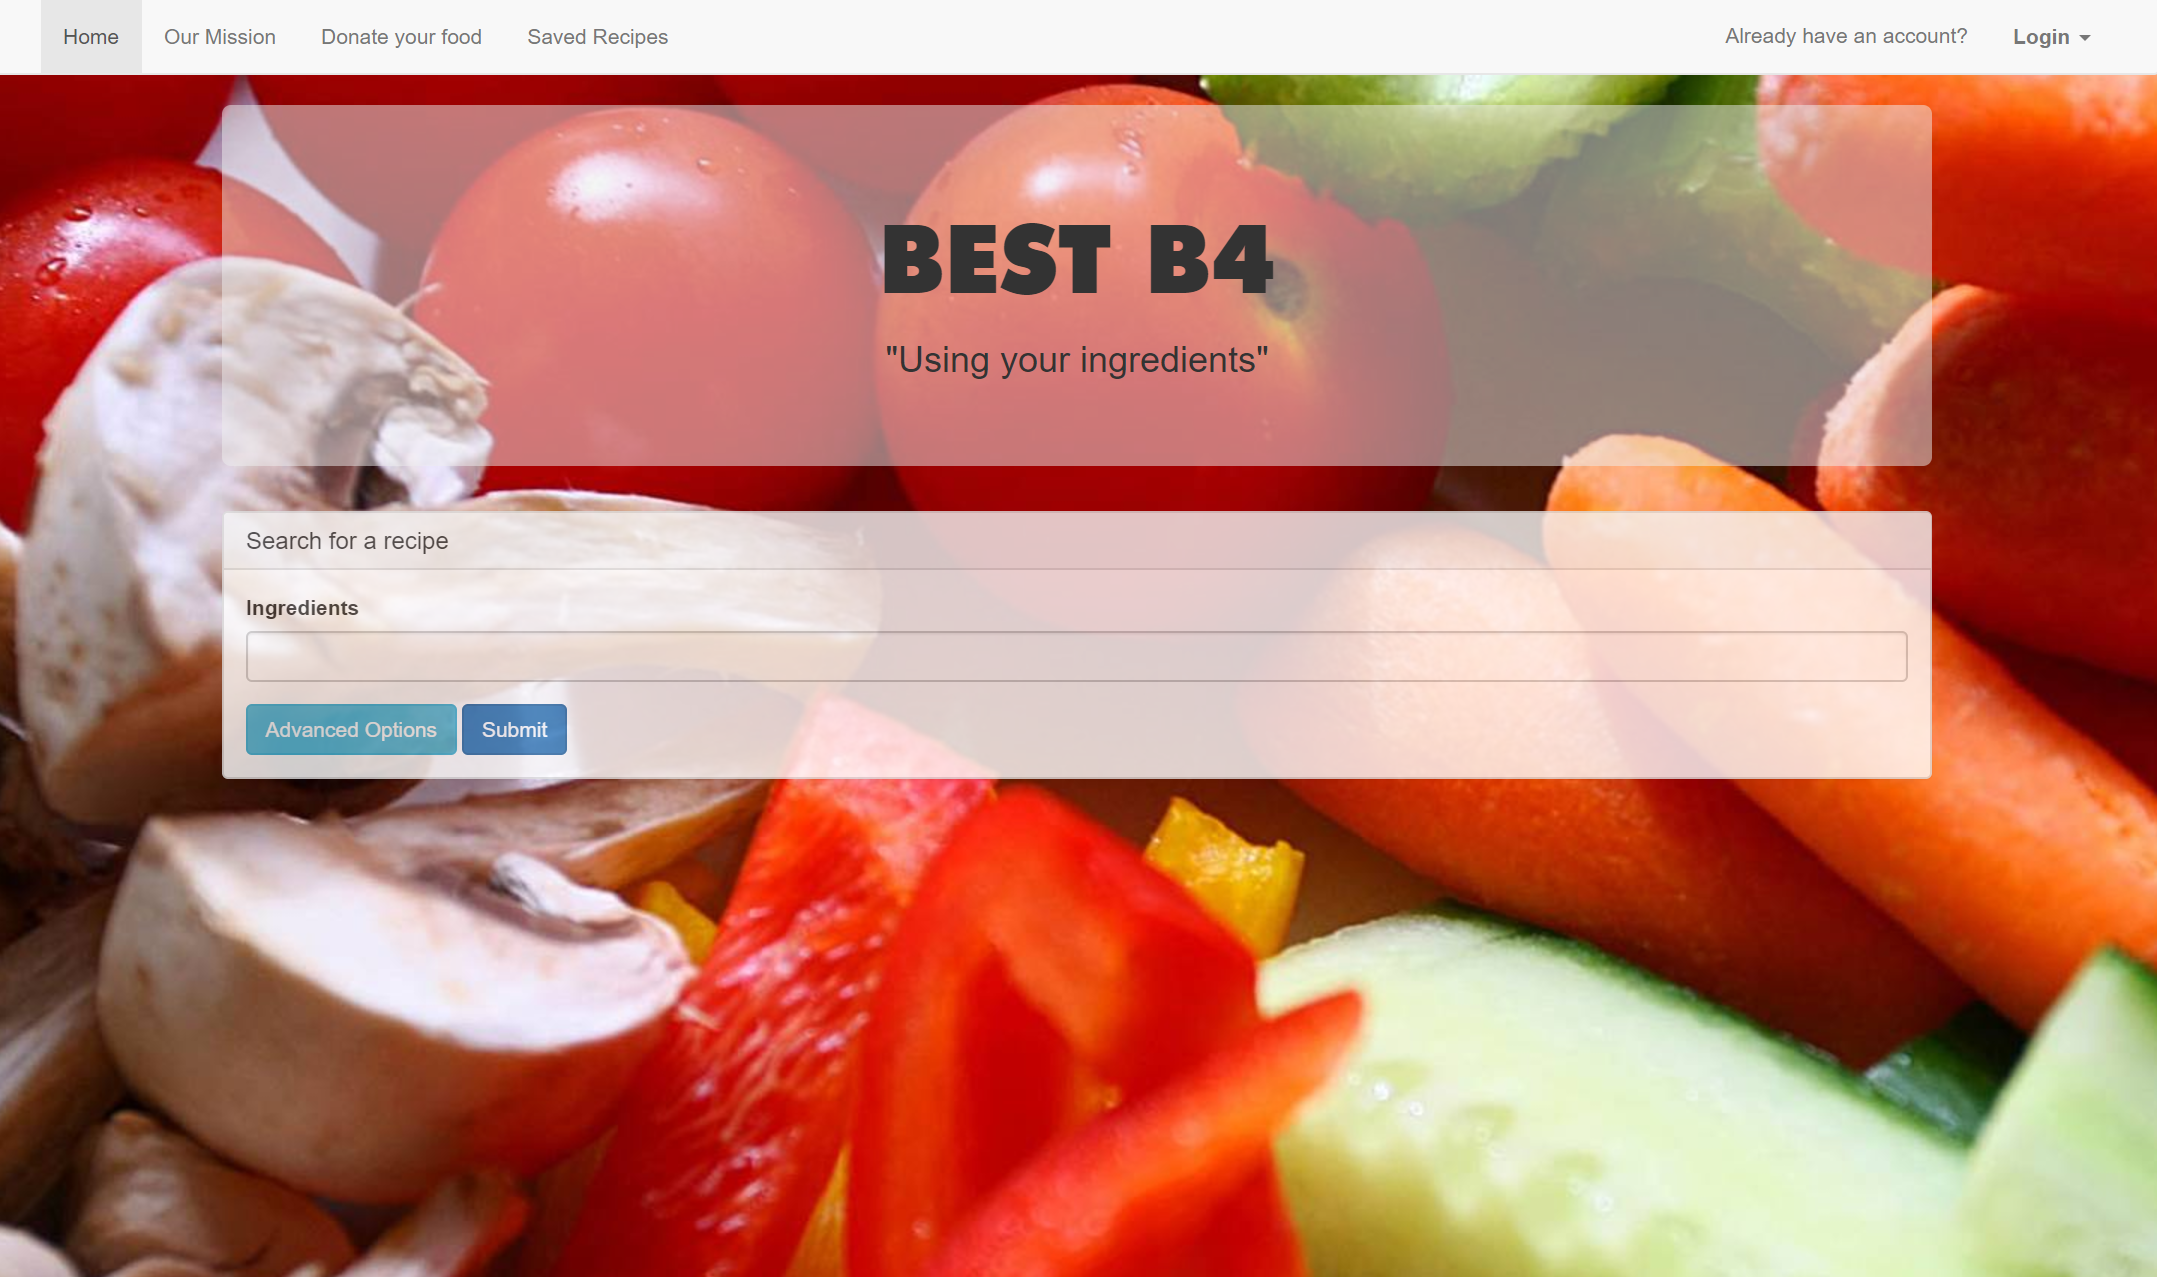 Home Our Mission Donate your food Saved Recipes Already have an account? Login
BEST B4
"Using your ingredients"
Search for a recipe
Ingredients
Advanced Options Submit